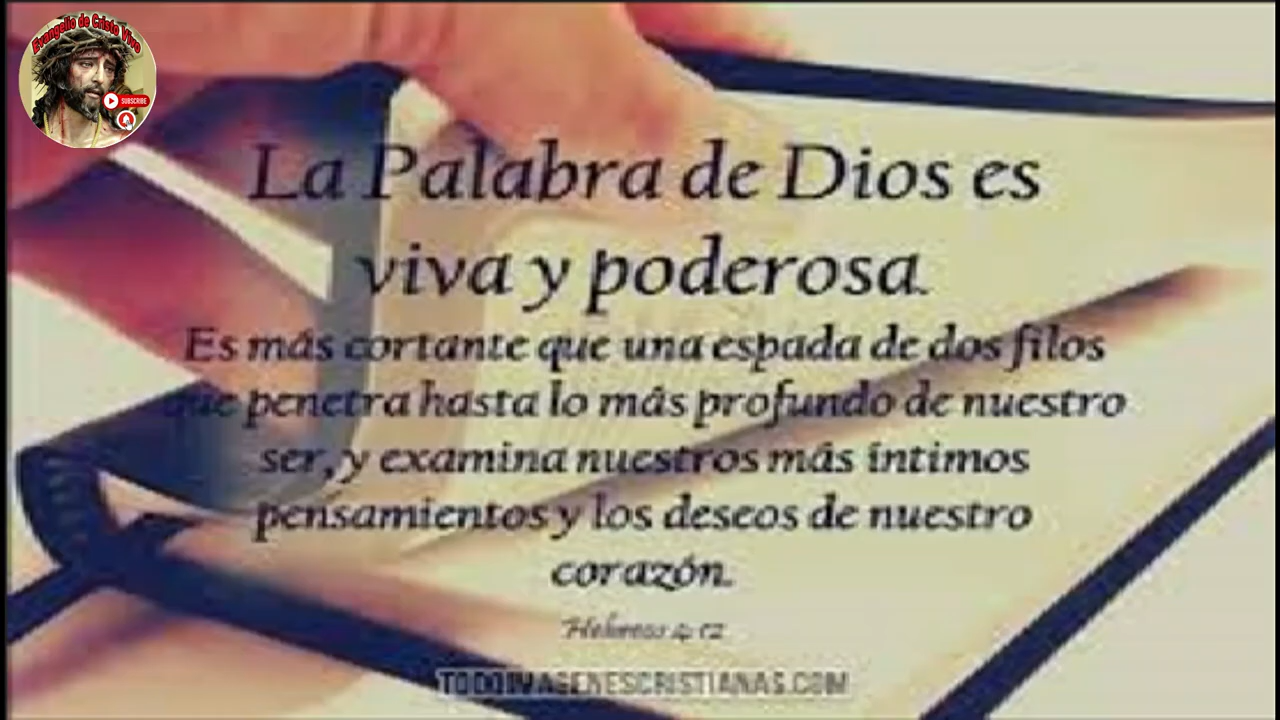 Evangelio de Cristo Vivo
SUBSCRIBE
La Palabra de Dios es
viva y poderosa.
Es más cortante que una espada de dos filos
que penetra hasta lo más profundo de nuestro
ser, y examina nuestros más íntimos
pensamientos y los deseos de nuestro
corazón.
Hebreos 4:12
TODOIMAGENESCRISTIANAS.COM